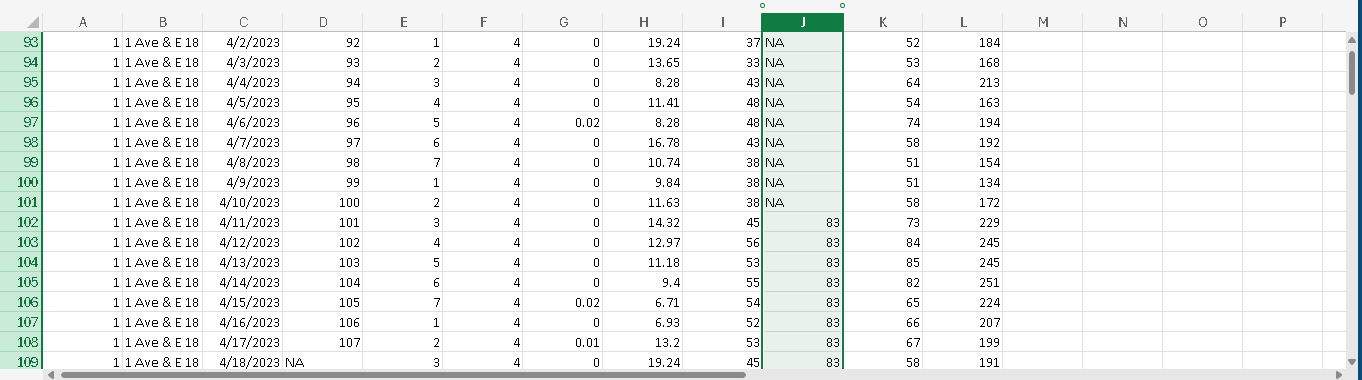 A B C D E F G H I J K L M N O P
93 1 1 Ave & E 18 4/2/2023 92 1 4 0 19.24 37 NA 52 184
94 1 1 Ave & E 18 4/3/2023 93 2 4 0 13.65 33 NA 53 168
95 1 1 Ave & E 18 4/4/2023 94 3 4 0 8.28 43 NA 64 213
96 1 1 Ave & E 18 4/5/2023 95 4 4 0 11.41 48 NA 54 163
97 1 1 Ave & E 18 4/6/2023 96 5 4 0.02 8.28 48 NA 74 194
98 1 1 Ave & E 18 4/7/2023 97 6 4 0 16.78 43 NA 58 192
99 1 1 Ave & E 18 4/8/2023 98 7 4 0 10.74 38 NA 51 154
100 1 1 Ave & E 18 4/9/2023 99 1 4 0 9.84 38 NA 51 134
101 1 1 Ave & E 18 4/10/2023 100 2 4 0 11.63 38 NA 58 172
102 1 1 Ave & E 18 4/11/2023 101 3 4 0 14.32 45 83 73 229
103 1 1 Ave & E 18 4/12/2023 102 4 4 0 12.97 56 83 84 245
104 1 1 Ave & E 18 4/13/2023 103 5 4 0 11.18 53 83 85 245
105 1 1 Ave & E 18 4/14/2023 104 6 4 0 9.4 55 83 82 251
106 1 1 Ave & E 18 4/15/2023 105 7 4 0.02 6.71 54 83 65 224
107 1 1 Ave & E 18 4/16/2023 106 1 4 0 6.93 52 83 66 207
108 1 1 Ave & E 18 4/17/2023 107 2 4 0.01 13.2 53 83 67 199
109 1 1 Ave & E 18 4/18/2023 NA 3 4 0 19.24 45 83 58 191